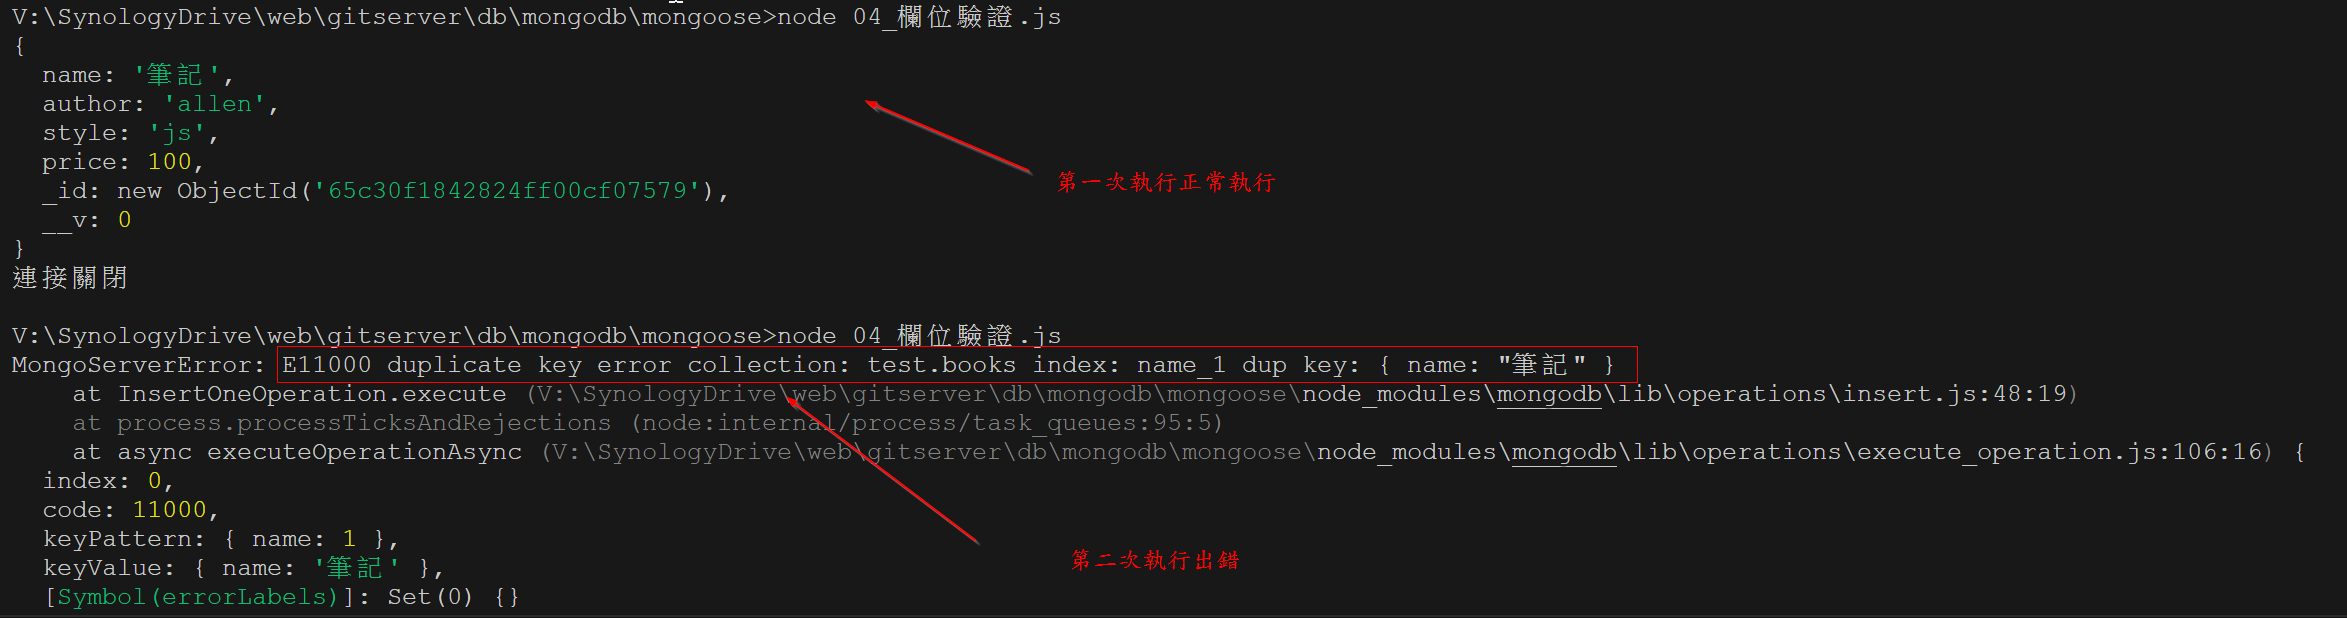 V:\SynologyDrive\web\gitserver\db\mongodb\mongoose>node 04_欄位驗證.js
{
  name: '筆記',
  author: 'allen',
  style: 'js',
  price: 100,
第一次執行正常執行
  _id: new ObjectId('65c30f1842824ff00cf07579'),
  __v: 0
}
連接關閉
V:\SynologyDrive\web\gitserver\db\mongodb\mongoose>node 04_欄位驗證.js
MongoServerError: E11000 duplicate key error collection: test.books index: name_1 dup key: { name: "筆記" }
    at InsertOneOperation.execute (V:\SynologyDrive\web\gitserver\db\mongodb\mongoose\node_modules\mongodb\lib\operations\insert.js:48:19)
    at process.processTicksAndRejections (node:internal/process/task_queues:95:5)
    at async executeOperationAsync (V:\SynologyDrive\web\gitserver\db\mongodb\mongoose\node_modules\mongodb\lib\operations\execute_operation.js:106:16) {
  index: 0,
  code: 11000,
  keyPattern: { name: 1 },
第二次執行出錯
  keyValue: { name: '筆記' },
  [Symbol(errorLabels)]: Set(0) {}